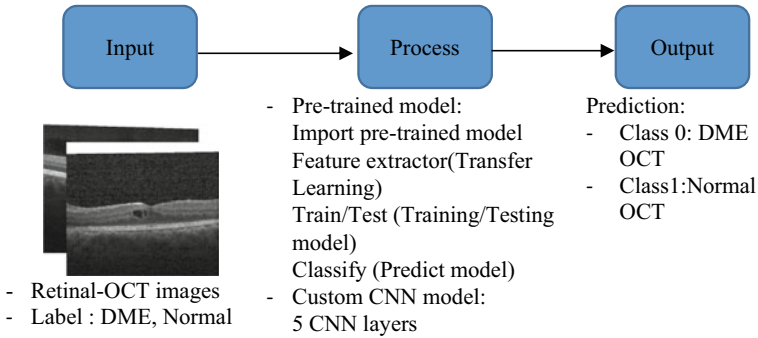 Input
Process
Output
- Retinal-OCT images
- Label : DME, Normal
- Pre-trained model:
Import pre-trained model
Feature extractor(Transfer
Learning)
Train/Test (Training/Testing
model)
Classify (Predict model)
- Custom CNN model:
5 CNN layers
Prediction:
- Class 0: DME
OCT
- Class1:Normal
OCT